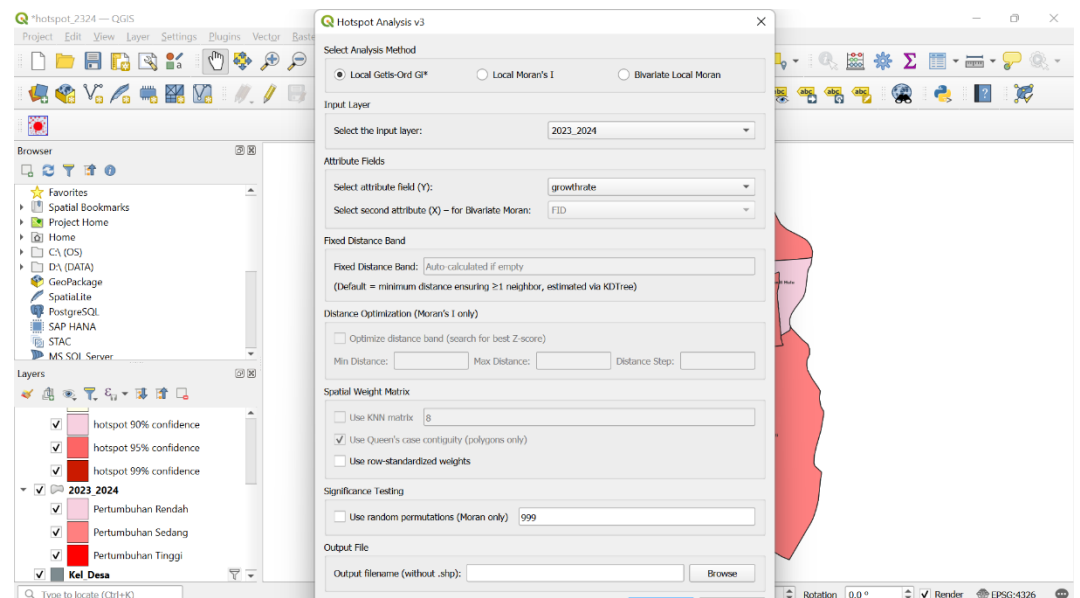 *hotspot_2324 — QGIS
Project Edit View Layer Settings Plugins Vector Raste
Browser
Favorites
Spatial Bookmarks
Project Home
Home
C:\ (OS)
D:\ (DATA)
GeoPackage
SpatiaLite
PostgreSQL
SAP HANA
STAC
MS SQL Server
Layers
hotspot 90% confidence
hotspot 95% confidence
hotspot 99% confidence
2023_2024
Pertumbuhan Rendah
Pertumbuhan Sedang
Pertumbuhan Tinggi
Kel_Desa
Type to locate (Ctrl+K)
Hotspot Analysis v3
Select Analysis Method
Local Getis-Ord Gi* Local Moran's I Bivariate Local Moran
Input Layer
Select the input layer: 2023_2024
Attribute Fields
Select attribute field (Y): growthrate
Select second attribute (X) – for Bivariate Moran: FID
Fixed Distance Band
Fixed Distance Band: Auto-calculated if empty
(Default = minimum distance ensuring ≥1 neighbor, estimated via KDTree)
Distance Optimization (Moran's I only)
Optimize distance band (search for best Z-score)
Min Distance: Max Distance: Distance Step:
Spatial Weight Matrix
Use KNN matrix 8
Use Queen's case contiguity (polygons only)
Use row-standardized weights
Significance Testing
Use random permutations (Moran only) 999
Output File
Output filename (without .shp): Browse
abc abc abc abc
Rotation 0.0 ° Render EPSG:4326